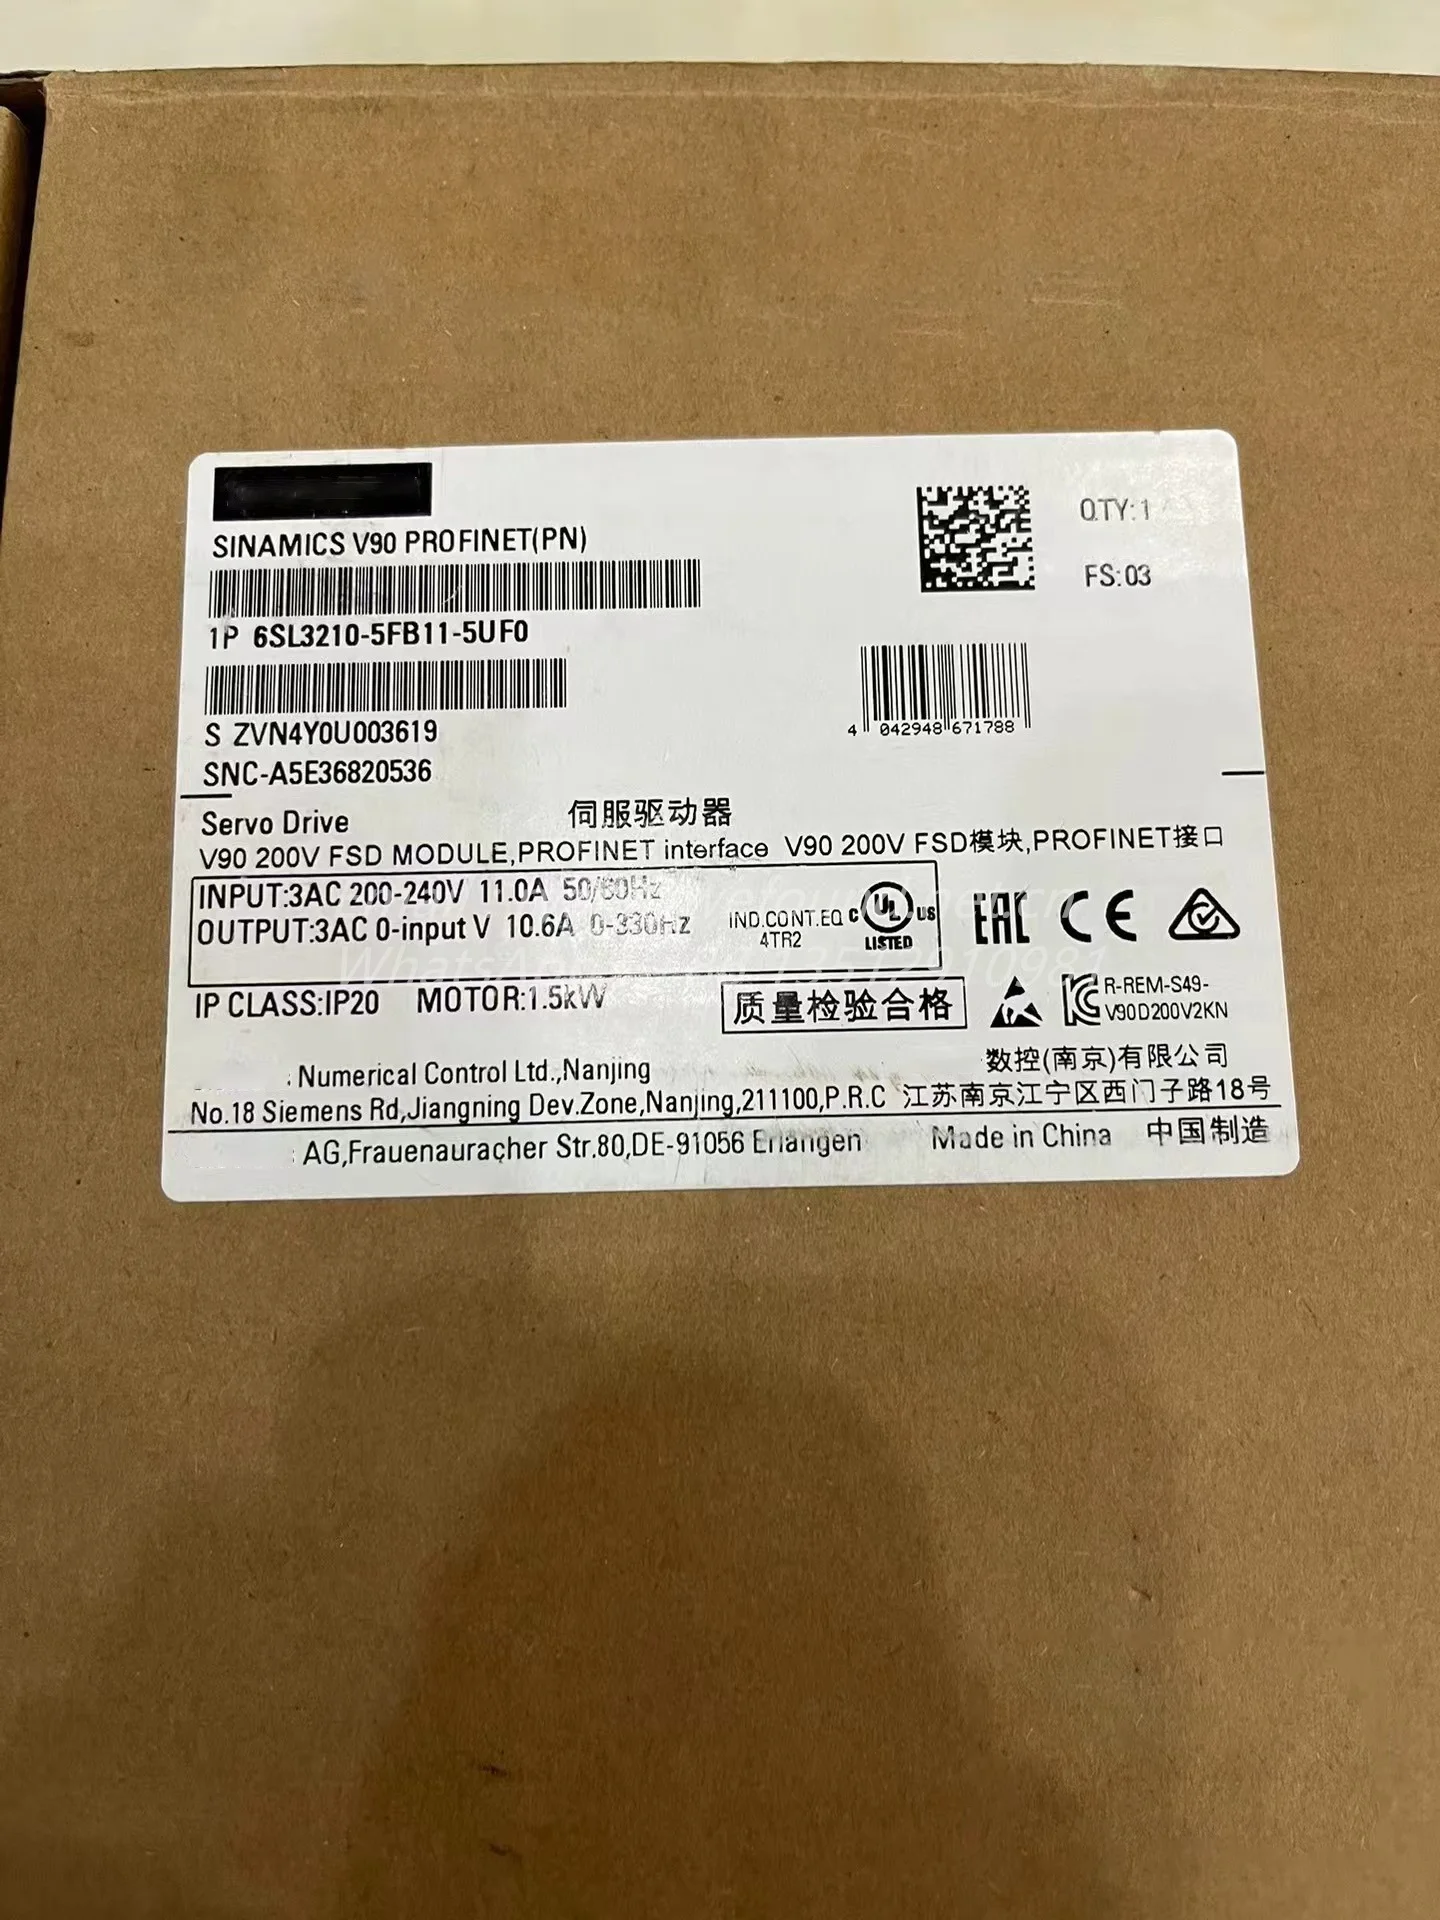 SINAMICS V90 PROFINET(PN)
QTY:1
FS:03
1P 6SL3210-5FB11-5UF0
S ZVN4Y0U003619
4 042948 671788
SNC-A5E36820536
Servo Drive 伺服驱动器
V90 200V FSD MODULE,PROFINET interface V90 200V FSD模块,PROFINET接口
INPUT:3AC 200-240V 11.0A 50/60Hz
OUTPUT:3AC 0-input V 10.6A 0-330Hz
IND.CONT.EQ
4TR2
C UL US
LISTED
EAC CE
IP CLASS:IP20 MOTOR:1.5kW
质量检验合格
R-REM-S49-
V90D200V2KN
Numerical Control Ltd.,Nanjing 数控(南京)有限公司
No.18 Siemens Rd,Jiangning Dev.Zone,Nanjing,211100,P.R.C 江苏南京江宁区西门子路18号
AG,Frauenauracher Str.80,DE-91056 Erlangen Made in China 中国制造